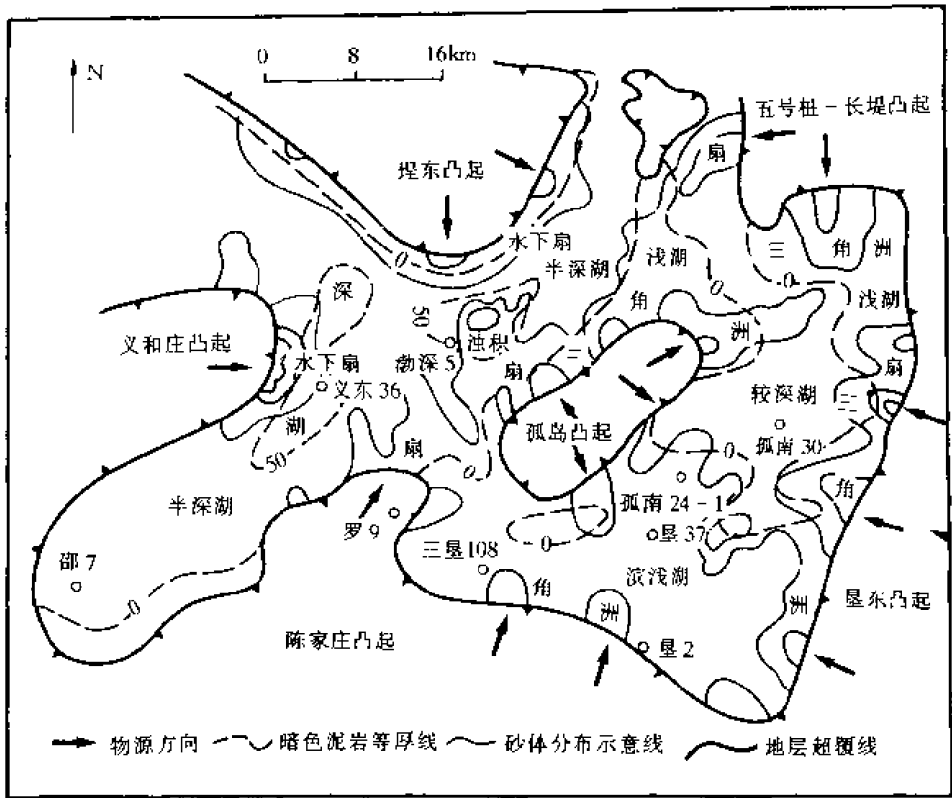 0 8 16km
N
五号桩-长堤凸起
扇
埕东凸起
三角洲
水下扇
0
半深湖
浅湖
0
0
深
角
浅湖
50
浊积
洲
义和庄凸起
水下扇
渤深5
扇
三
扇
义东36
较深湖
三
湖
孤岛凸起
孤南30
50
扇
0
0
角
半深湖
孤南24-1
罗9
垦37
0
三垦108
邵7
角
滨浅湖
洲
洲
垦东凸起
0
陈家庄凸起
垦2
物源方向 暗色泥岩等厚线 砂体分布示意线 地层超覆线